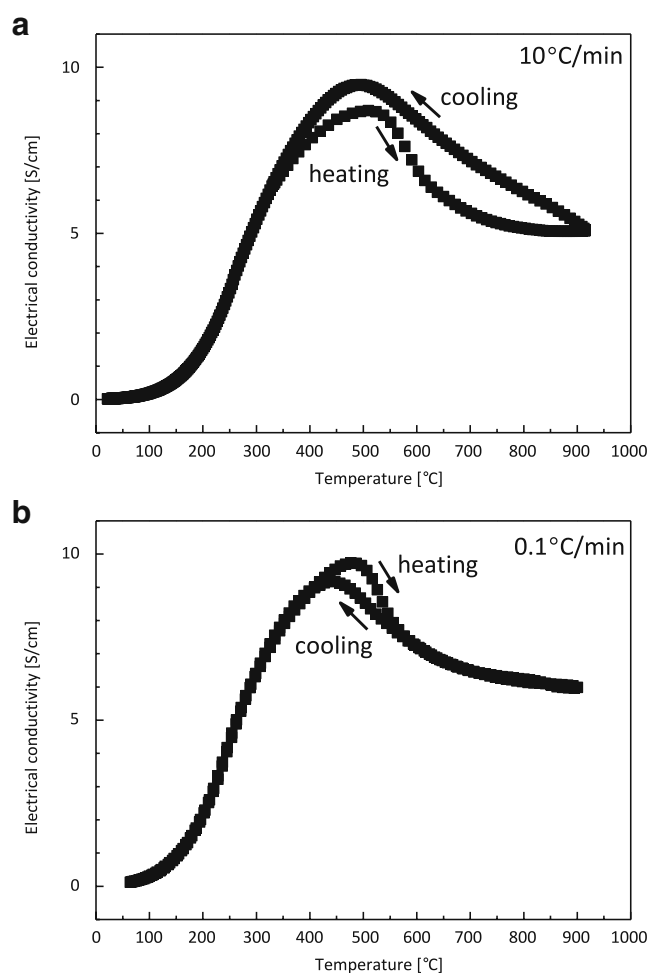 a
10°C/min
cooling
heating
10
5
0
Electrical conductivity [S/cm]
0 100 200 300 400 500 600 700 800 900 1000
Temperature [°C]
b
0.1°C/min
heating
cooling
10
5
0
Electrical conductivity [S/cm]
0 100 200 300 400 500 600 700 800 900 1000
Temperature [°C]